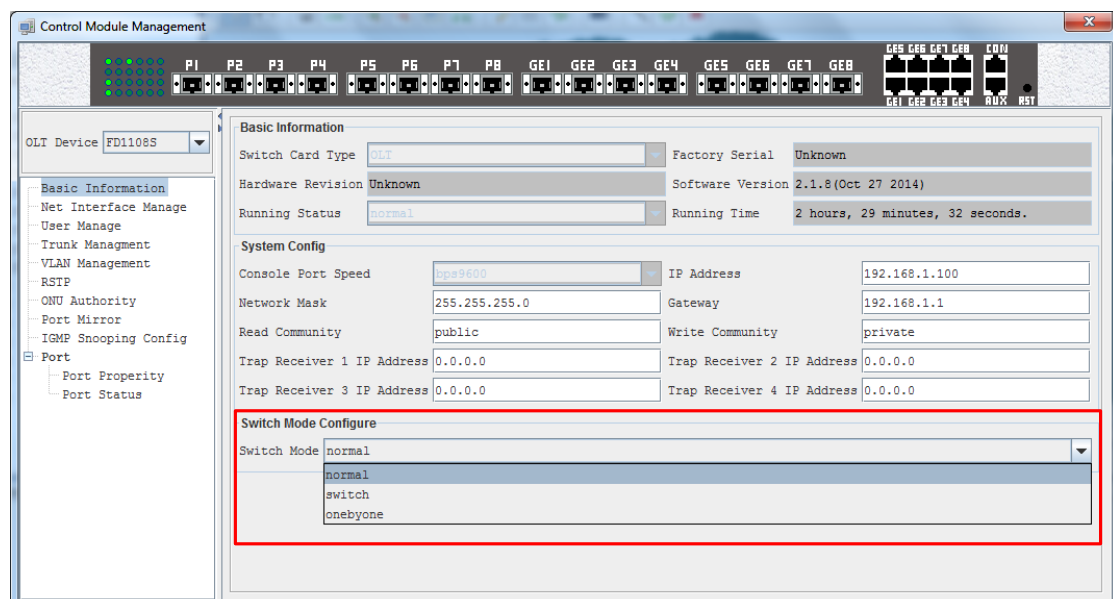 Control Module Management
GE5 GE6 GE7 GE8 CON
P1 P2 P3 P4 P5 P6 P7 P8 GE1 GE2 GE3 GE4 GE5 GE6 GE7 GE8
GE1 GE2 GE3 GE4 AUX RST
OLT Device FD1108S
Basic Information
Net Interface Manage
User Manage
Trunk Managment
VLAN Management
RSTP
ONU Authority
Port Mirror
IGMP Snooping Config
Port
Port Properity
Port Status
Basic Information
Switch Card Type OLT Factory Serial Unknown
Hardware Revision Unknown Software Version 2.1.8(Oct 27 2014)
Running Status normal Running Time 2 hours, 29 minutes, 32 seconds.
System Config
Console Port Speed bps9600 IP Address 192.168.1.100
Network Mask 255.255.255.0 Gateway 192.168.1.1
Read Community public Write Community private
Trap Receiver 1 IP Address 0.0.0.0 Trap Receiver 2 IP Address 0.0.0.0
Trap Receiver 3 IP Address 0.0.0.0 Trap Receiver 4 IP Address 0.0.0.0
Switch Mode Configure
Switch Mode normal
normal
switch
onebyone